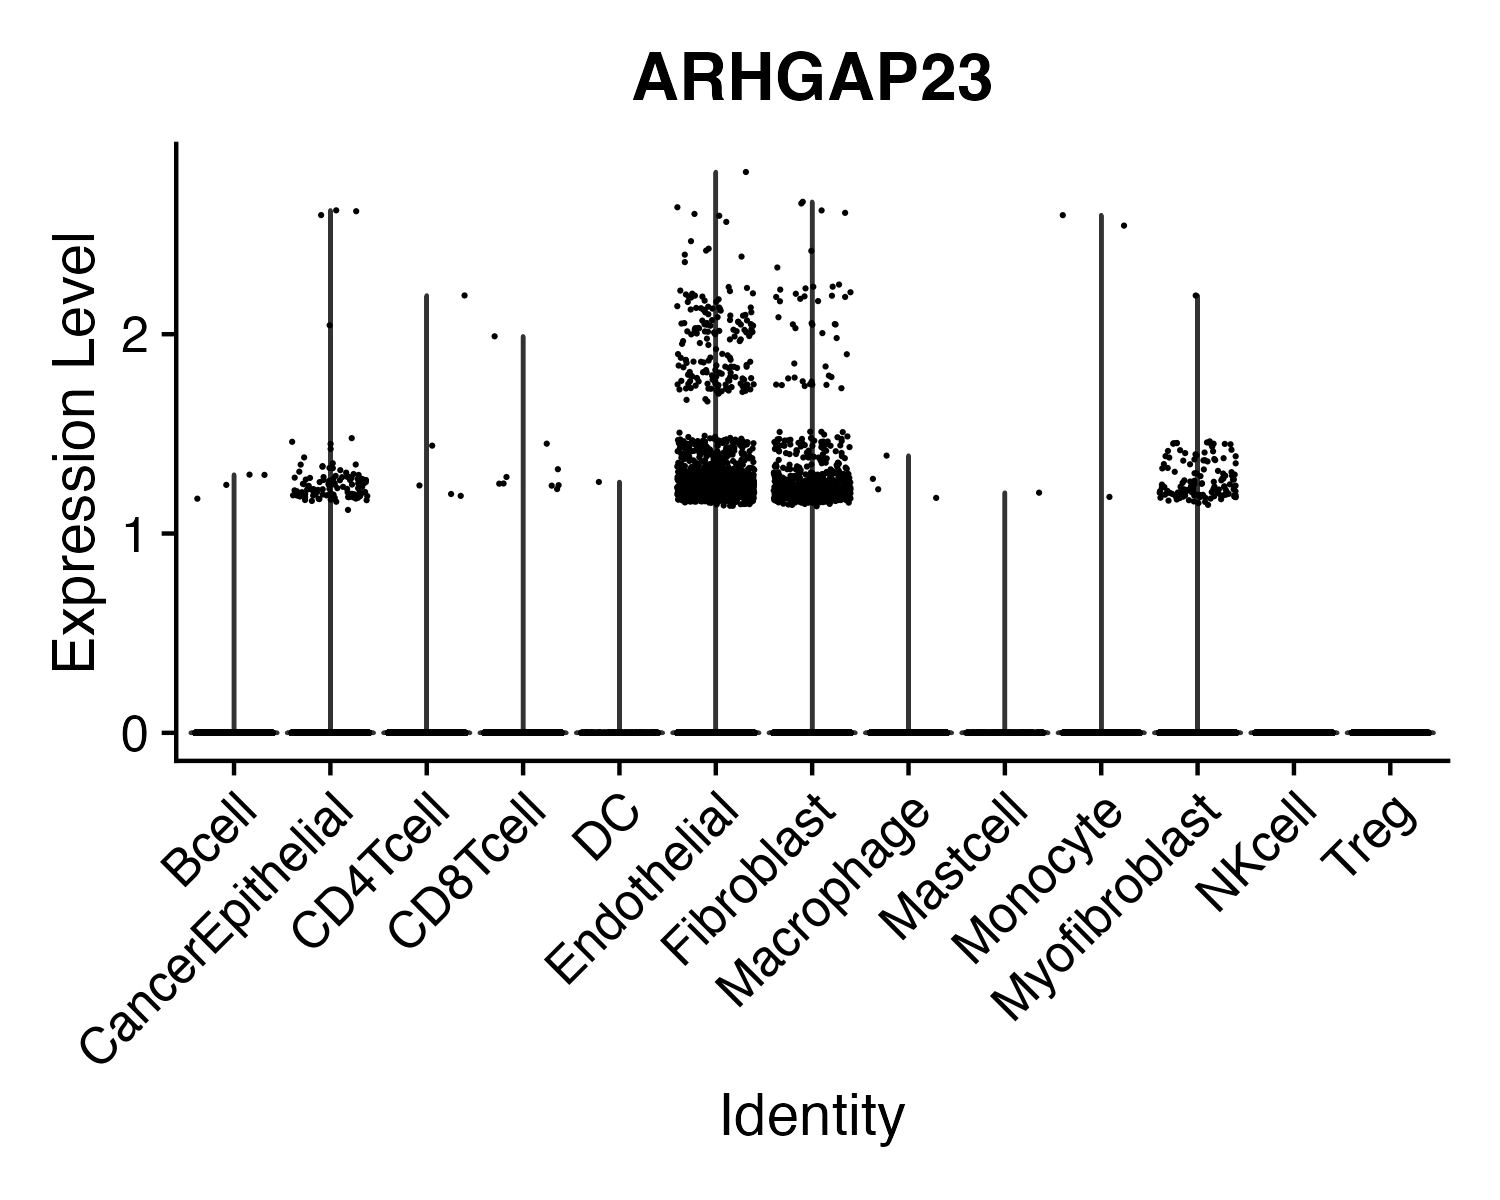 ARHGAP23
Expression Level
2
1
0
Bcell
CancerEpithelial
CD4Tcell
CD8Tcell
DC
Endothelial
Fibroblast
Macrophage
Mastcell
Monocyte
Myofibroblast
NKcell
Treg
Identity